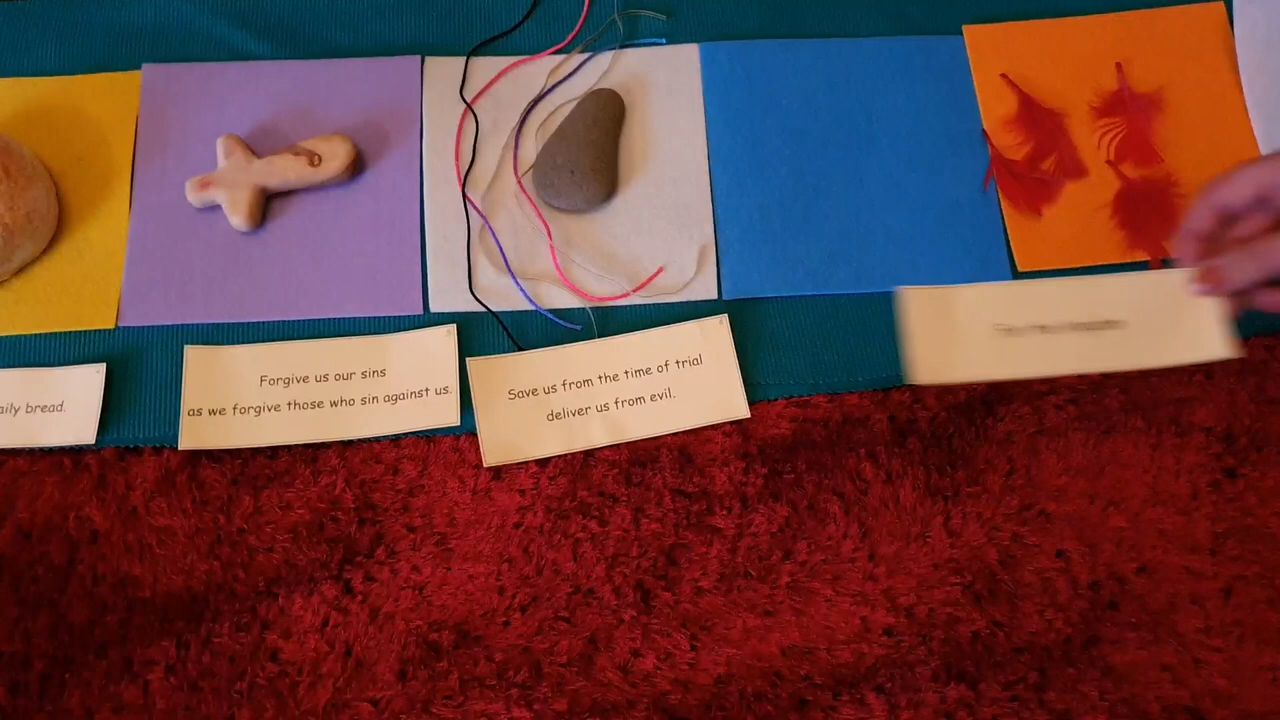 aily bread.
Forgive us our sins
as we forgive those who sin against us.
Save us from the time of trial
deliver us from evil.